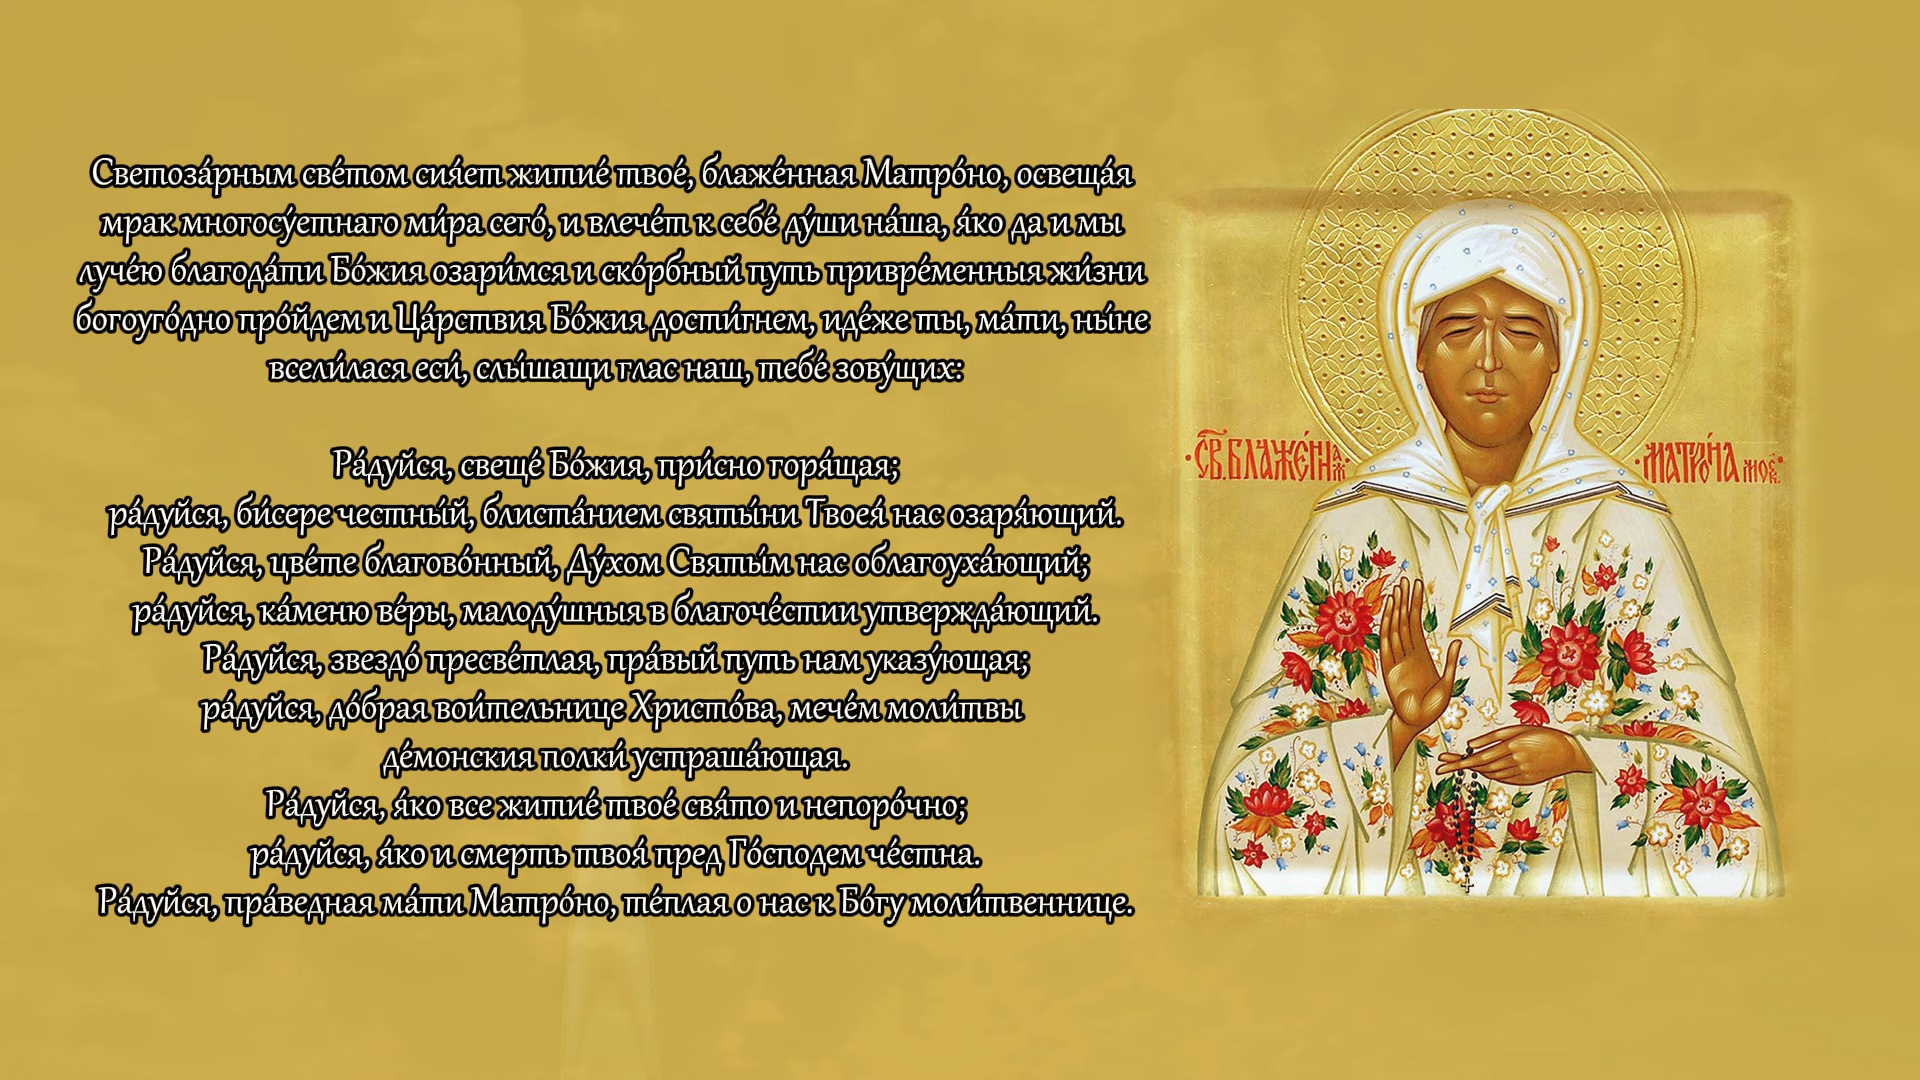 Светоза́рным све́том сия́ет житие́ твое́, блаже́нная Матро́но, освеща́я
мрак многосу́етнаго ми́ра сего́, и влече́т к себе́ ду́ши на́ша, я́ко да и мы
луче́ю благода́ти Бо́жия озари́мся и ско́рбный путь привре́менныя жи́зни
богоуго́дно про́йдем и Ца́рствия Бо́жия дости́гнем, иде́же ты, ма́ти, ны́не
всели́лася еси́, слы́шащи глас наш, тебе́ зову́щих:
Ра́дуйся, свеще́ Бо́жия, при́сно горя́щая;
ра́дуйся, би́сере честны́й, блиста́нием святы́ни Твоея́ нас озаря́ющий.
Ра́дуйся, цве́те благово́нный, Ду́хом Святы́м нас облагоуха́ющий;
ра́дуйся, ка́меню ве́ры, малоду́шныя в благоче́стии утвержда́ющий.
Ра́дуйся, звездо́ пресве́тлая, пра́вый путь нам указу́ющая;
ра́дуйся, до́брая вои́тельнице Христо́ва, мече́м моли́твы
де́монския полки́ устраша́ющая.
Ра́дуйся, я́ко все житие́ твое́ свя́то и непоро́чно;
ра́дуйся, я́ко и смерть твоя́ пред Го́сподем че́стна.
Ра́дуйся, пра́ведная ма́ти Матро́но, те́плая о нас к Бо́гу моли́твеннице.
СВ. БЛАЖЕ́ННАЯ МАТРО́НА МОС.